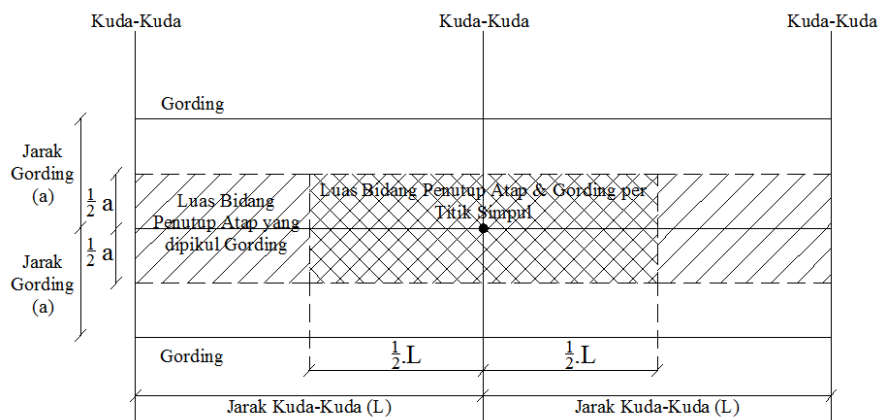 Kuda-Kuda
Kuda-Kuda
Kuda-Kuda
Gording
Jarak
Gording
(a)
1/2 a
Luas Bidang
Penutup Atap yang
dipikul Gording
Luas Bidang Penutup Atap & Gording per
Titik Simpul
1/2 a
Jarak
Gording
(a)
Gording
1/2.L
1/2.L
Jarak Kuda-Kuda (L)
Jarak Kuda-Kuda (L)